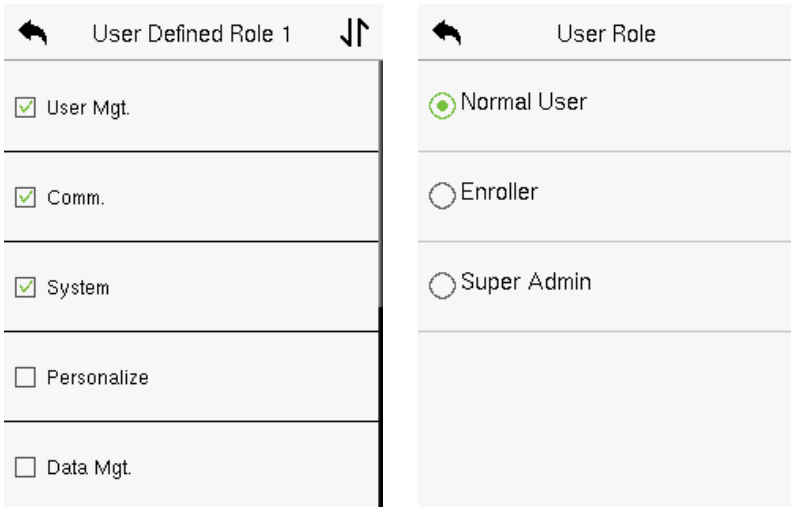 User Defined Role 1
User Mgt.
Comm.
System
Personalize
Data Mgt.
User Role
Normal User
Enroller
Super Admin